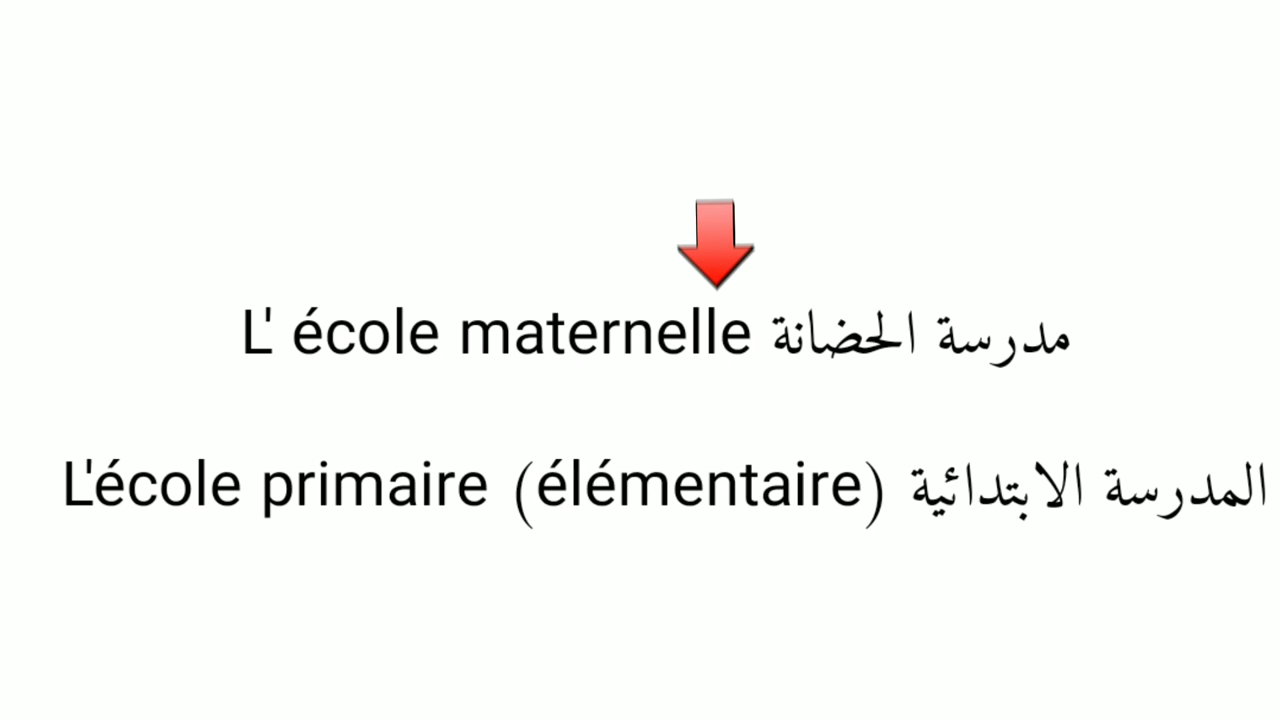 L' école maternelle مدرسة الحضانة
L'école primaire (élémentaire) المدرسة الابتدائية